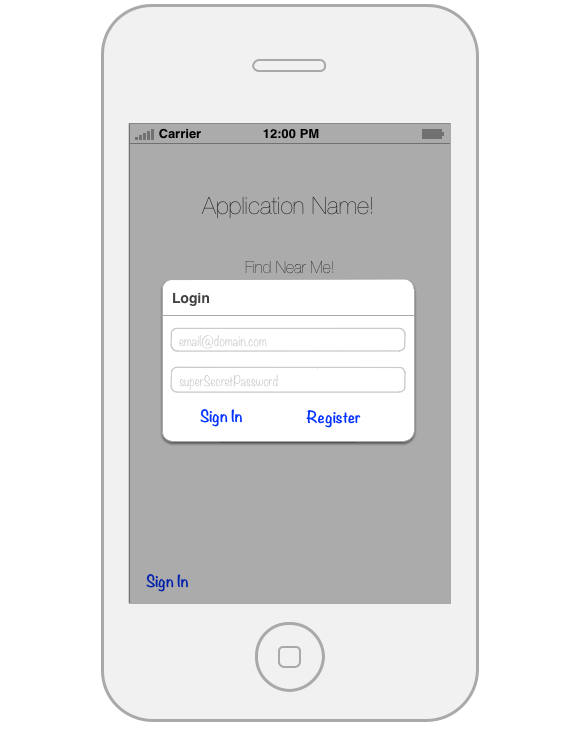 Carrier 12:00 PM
Application Name!
Find Near Me!
Login
email@domain.com
superSecretPassword
Sign In Register
Sign In